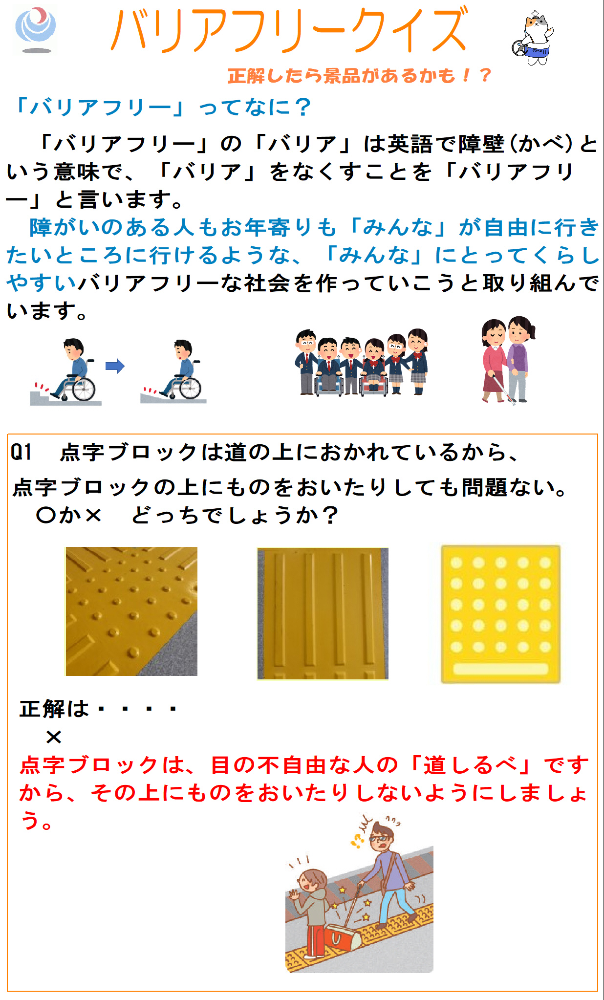 バリアフリークイズ
正解したら景品があるかも！？
「バリアフリー」ってなに？
「バリアフリー」の「バリア」は英語で障壁(かべ)と
いう意味で、「バリア」をなくすことを「バリアフリ
ー」と言います。
障がいのある人もお年寄りも「みんな」が自由に行き
たいところに行けるような、「みんな」にとってくらし
やすいバリアフリーな社会を作っていこうと取り組んで
います。
Q1　点字ブロックは道の上におかれているから、
点字ブロックの上にものをおいたりしても問題ない。
〇か×　どっちでしょうか？
正解は・・・・
×
点字ブロックは、目の不自由な人の「道しるべ」です
から、その上にものをおいたりしないようにしましょ
う。
!?